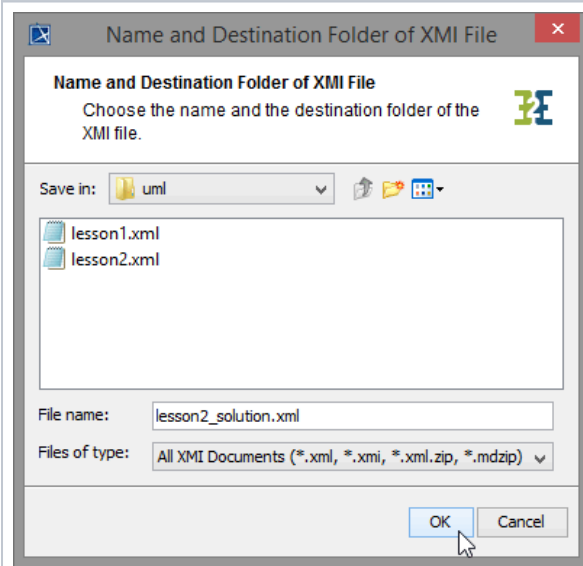 Name and Destination Folder of XMI File
Name and Destination Folder of XMI File
Choose the name and the destination folder of the
XMI file.
Save in: uml
lesson1.xml
lesson2.xml
File name: lesson2_solution.xml
Files of type: All XMI Documents (*.xml, *.xmi, *.xml.zip, *.mdzip)
OK Cancel